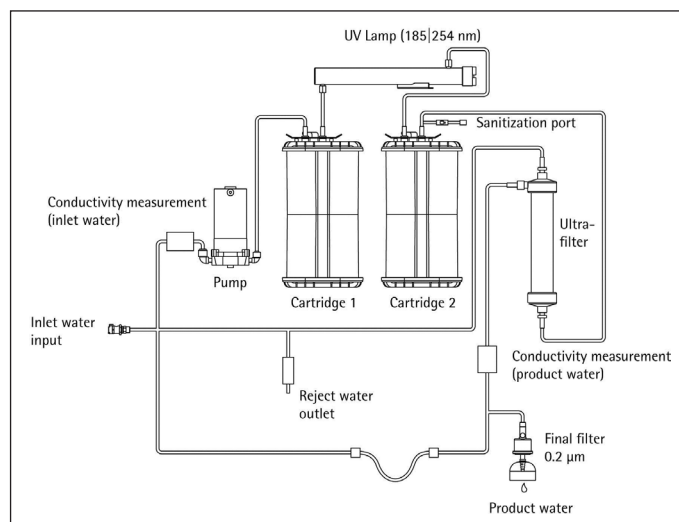 UV Lamp (185|254 nm)
Sanitization port
Conductivity measurement
(inlet water)
Ultra-
filter
Pump
Cartridge 1
Cartridge 2
Inlet water
input
Conductivity measurement
(product water)
Reject water
outlet
Final filter
0.2 µm
Product water